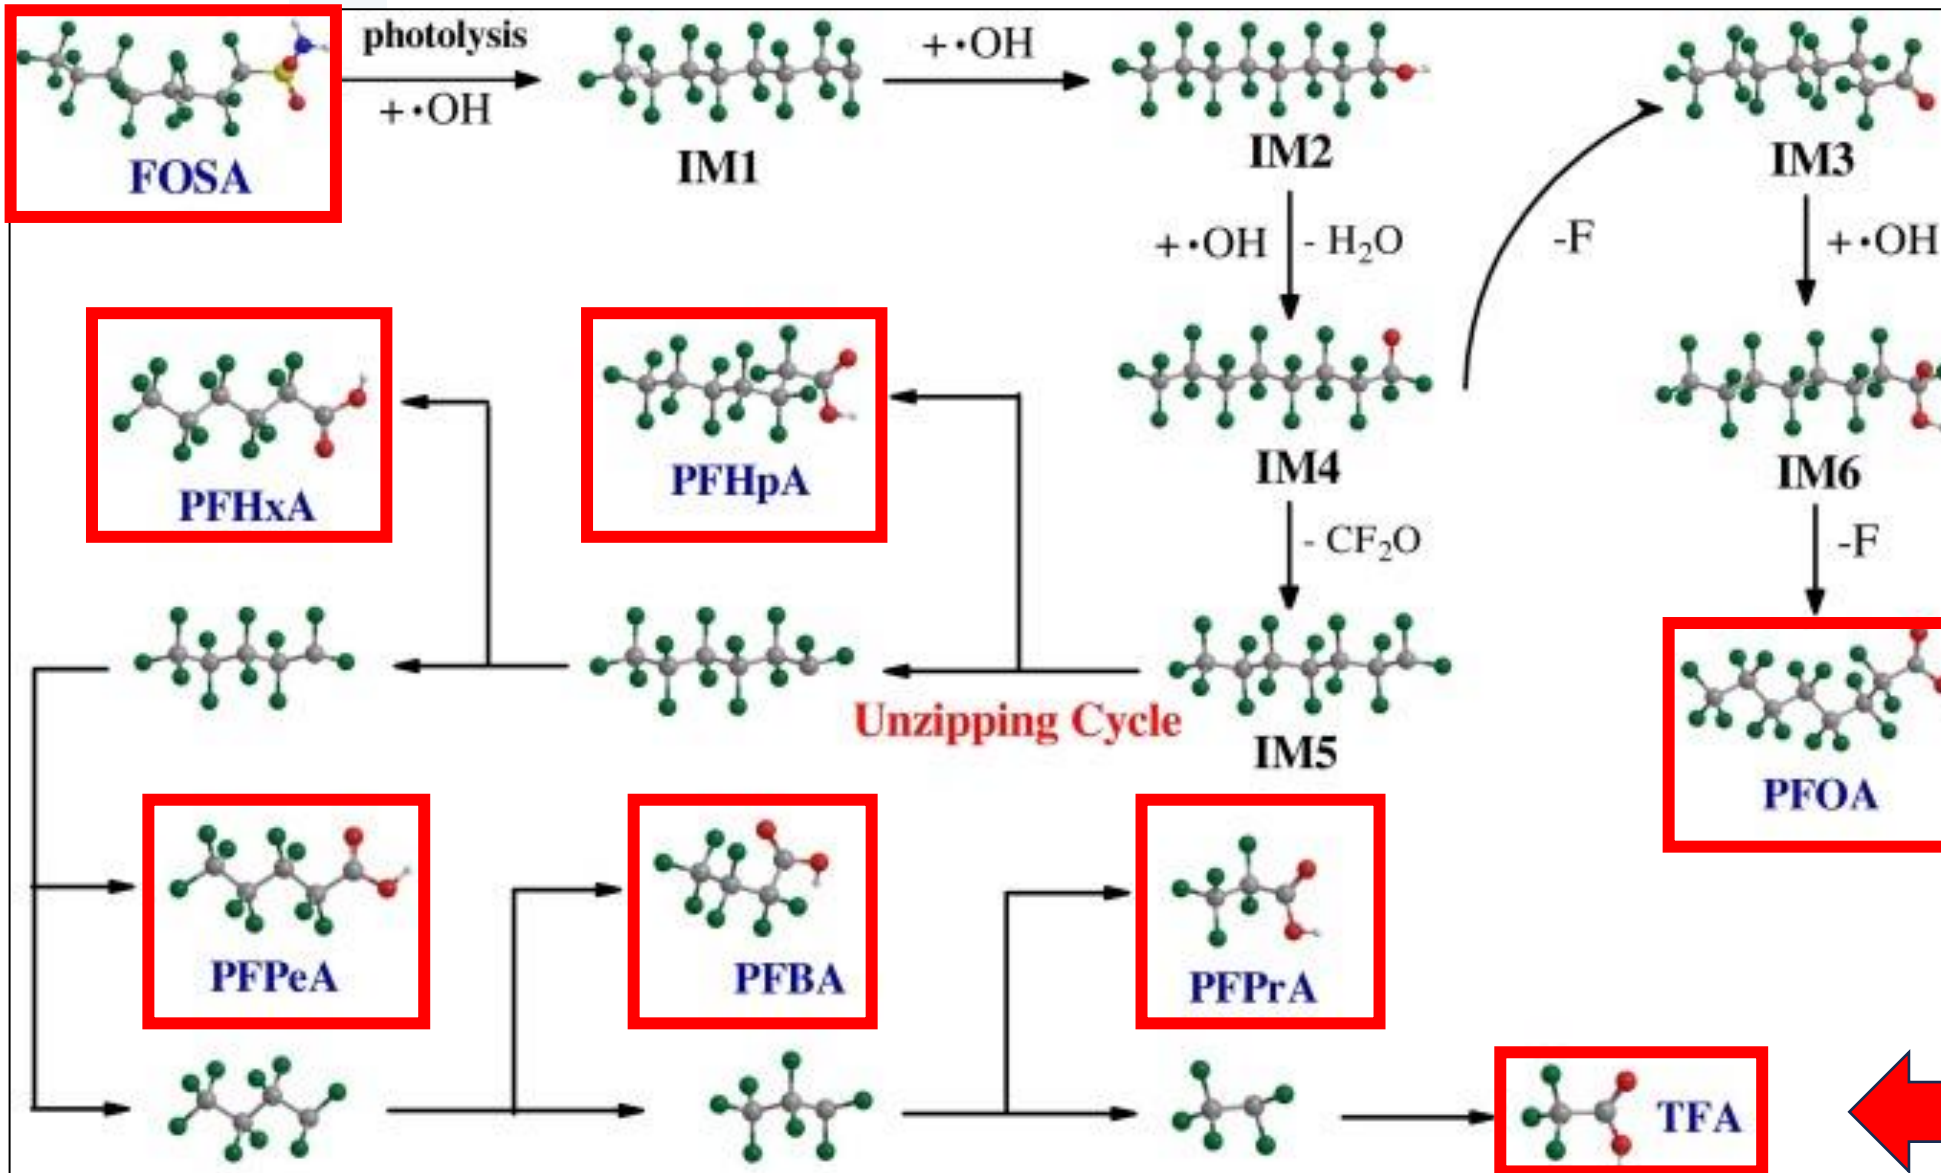 photolysis
+•OH
FOSA
IM1
+•OH
IM2
IM3
+•OH
- H₂O
-F
+•OH
PFHxA
PFHpA
IM4
IM6
- CF₂O
-F
Unzipping Cycle
IM5
PFOA
PFPeA
PFBA
PFPrA
TFA